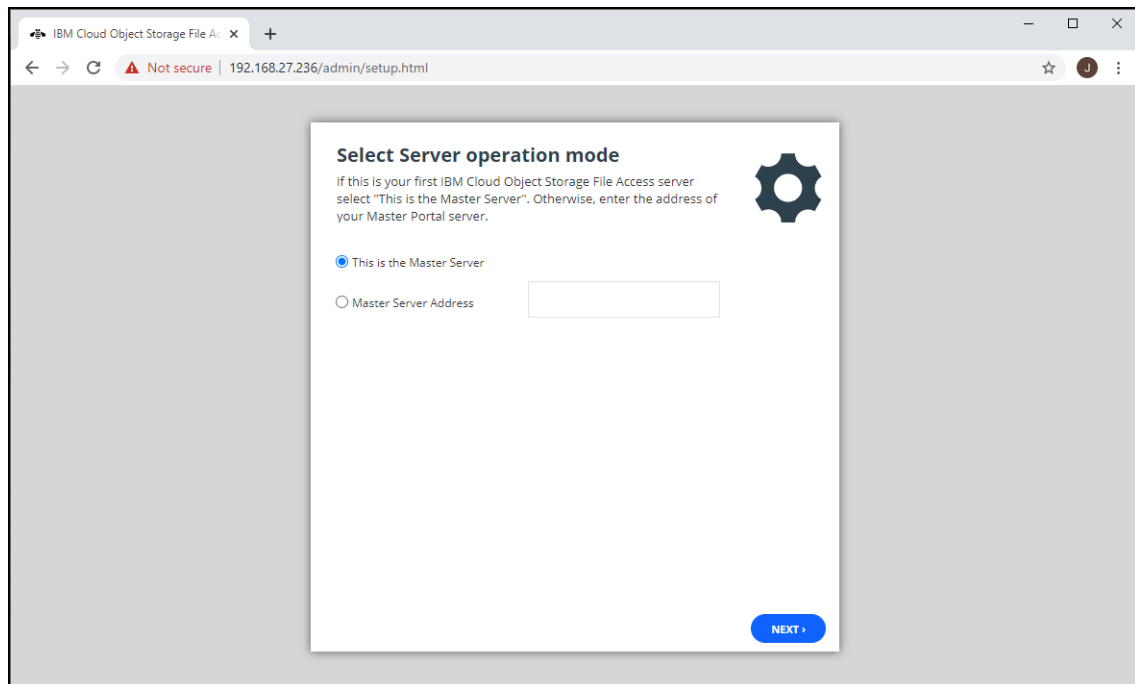 IBM Cloud Object Storage File Ac
Not secure | 192.168.27.236/admin/setup.html
J
Select Server operation mode
If this is your first IBM Cloud Object Storage File Access server
select "This is the Master Server". Otherwise, enter the address of
your Master Portal server.
This is the Master Server
Master Server Address
NEXT ›